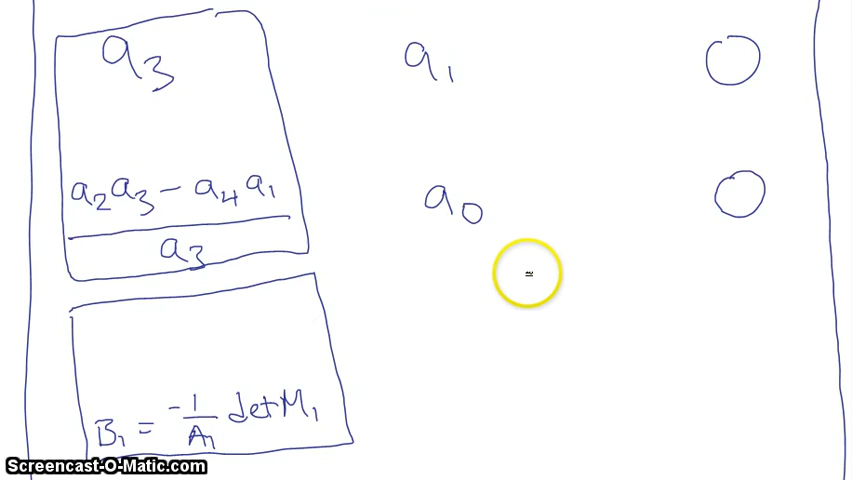 a3 a1 0
a2a3 - a4a1 a0 0
a3
B1 = -1/A1 det M1
Screencast-O-Matic.com